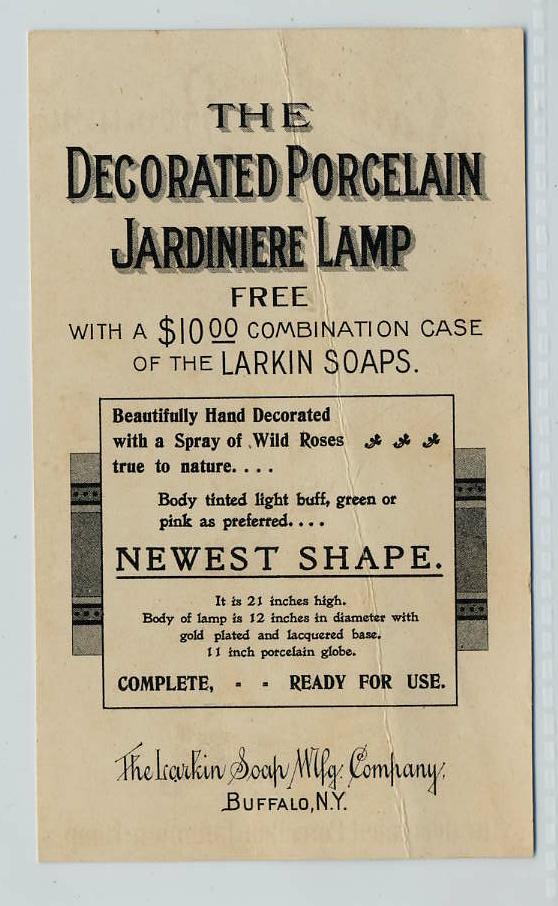 THE
DECORATED PORCELAIN
JARDINIERE LAMP
FREE
WITH A $10.00 COMBINATION CASE
OF THE LARKIN SOAPS.
Beautifully Hand Decorated
with a Spray of Wild Roses
true to nature. . . .
Body tinted light buff, green or
pink as preferred. . . .
NEWEST SHAPE.
It is 21 inches high.
Body of lamp is 12 inches in diameter with
gold plated and lacquered base.
11 inch porcelain globe.
COMPLETE, - - READY FOR USE.
The Larkin Soap Mfg. Company.
BUFFALO, N.Y.